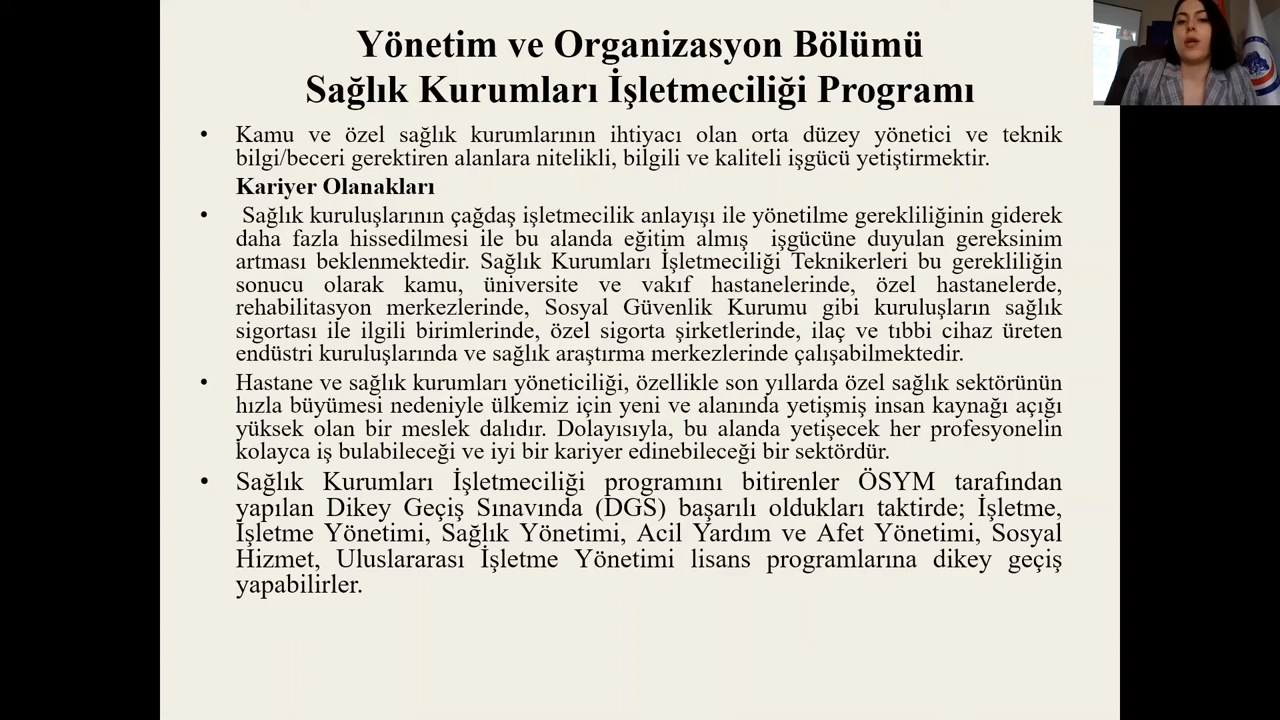 Yönetim ve Organizasyon Bölümü
Sağlık Kurumları İşletmeciliği Programı
• Kamu ve özel sağlık kurumlarının ihtiyacı olan orta düzey yönetici ve teknik
bilgi/beceri gerektiren alanlara nitelikli, bilgili ve kaliteli işgücü yetiştirmektir.
Kariyer Olanakları
• Sağlık kuruluşlarının çağdaş işletmecilik anlayışı ile yönetilme gerekliliğinin giderek
daha fazla hissedilmesi ile bu alanda eğitim almış işgücüne duyulan gereksinim
artması beklenmektedir. Sağlık Kurumları İşletmeciliği Teknikerleri bu gerekliliğin
sonucu olarak kamu, üniversite ve vakıf hastanelerinde, özel hastanelerde,
rehabilitasyon merkezlerinde, Sosyal Güvenlik Kurumu gibi kuruluşların sağlık
sigortası ile ilgili birimlerinde, özel sigorta şirketlerinde, ilaç ve tıbbi cihaz üreten
endüstri kuruluşlarında ve sağlık araştırma merkezlerinde çalışabilmektedir.
• Hastane ve sağlık kurumları yöneticiliği, özellikle son yıllarda özel sağlık sektörünün
hızla büyümesi nedeniyle ülkemiz için yeni ve alanında yetişmiş insan kaynağı açığı
yüksek olan bir meslek dalıdır. Dolayısıyla, bu alanda yetişecek her profesyonelin
kolayca iş bulabileceği ve iyi bir kariyer edinebileceği bir sektördür.
• Sağlık Kurumları İşletmeciliği programını bitirenler ÖSYM tarafından
yapılan Dikey Geçiş Sınavında (DGS) başarılı oldukları taktirde; İşletme,
İşletme Yönetimi, Sağlık Yönetimi, Acil Yardım ve Afet Yönetimi, Sosyal
Hizmet, Uluslararası İşletme Yönetimi lisans programlarına dikey geçiş
yapabilirler.